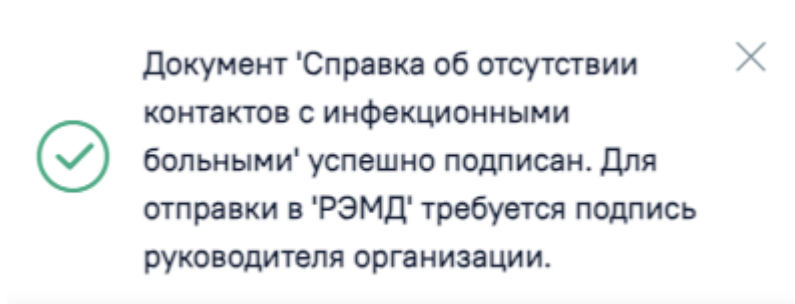 Документ 'Справка об отсутствии
контактов с инфекционными
больными' успешно подписан. Для
отправки в 'РЭМД' требуется подпись
руководителя организации.